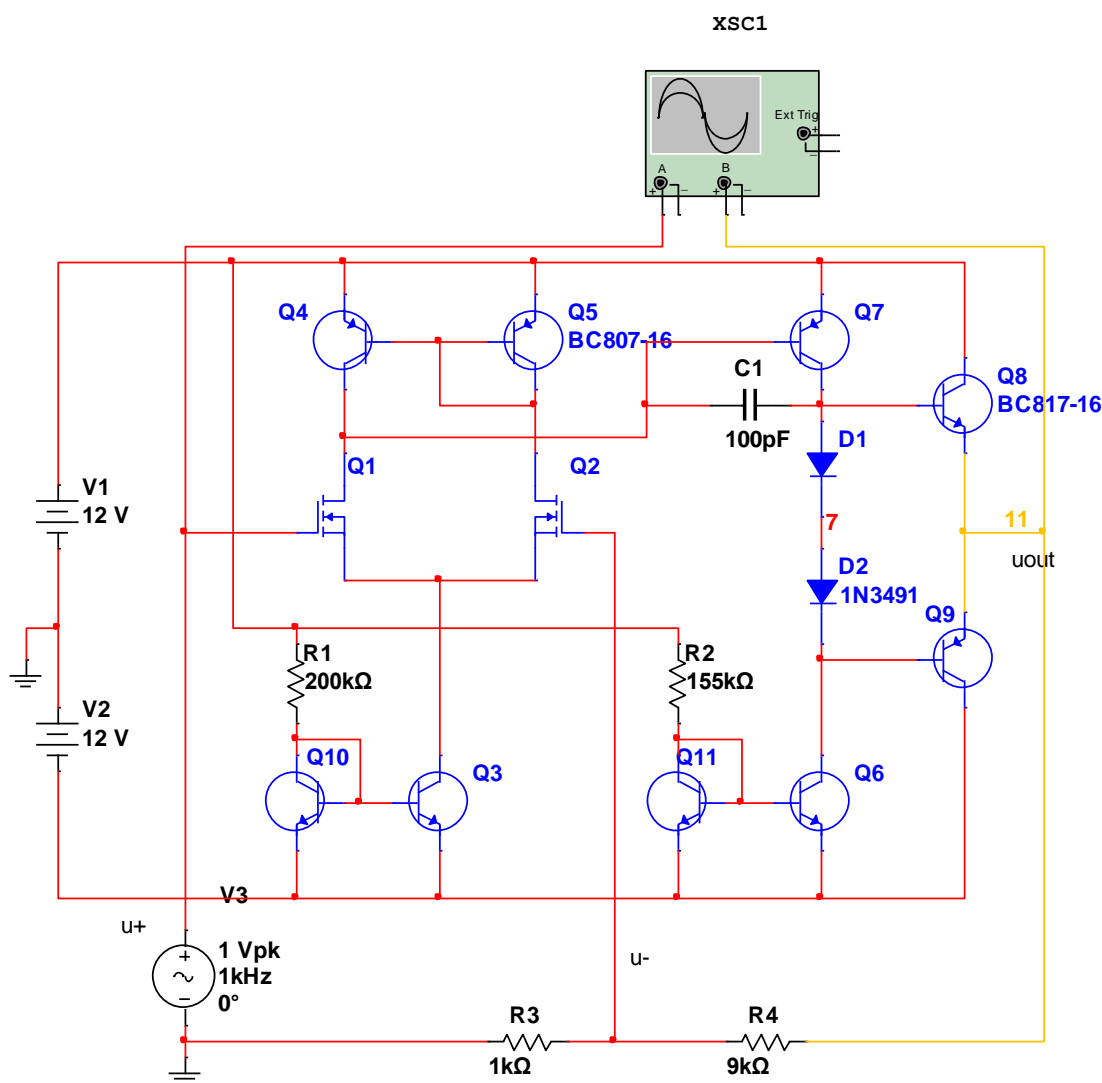 XSC1
Ext Trig
+
_
A
B
+
_
+
_
Q4
Q5
BC807-16
Q7
C1
100pF
Q8
BC817-16
D1
Q1
Q2
V1
12 V
7
11
uout
D2
1N3491
Q9
R1
200kΩ
R2
155kΩ
V2
12 V
Q10
Q3
Q11
Q6
V3
u+
1 Vpk
1kHz
0°
u-
R3
1kΩ
R4
9kΩ